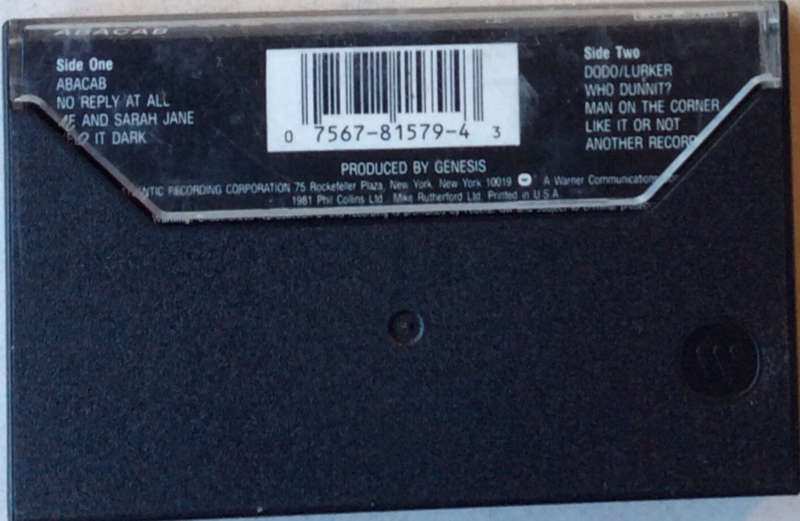 ABACAB
Side One
ABACAB
NO REPLY AT ALL
ME AND SARAH JANE
IT DARK
0 7567-81579-4 3
Side Two
DODO/LURKER
WHO DUNNIT?
MAN ON THE CORNER
LIKE IT OR NOT
ANOTHER RECORD
PRODUCED BY GENESIS
ANTIC RECORDING CORPORATION 75 Rockefeller Plaza, New York, New York 10019 A Warner Communications
1981 Phil Collins Ltd. Mike Rutherford Ltd. Printed in U.S.A.